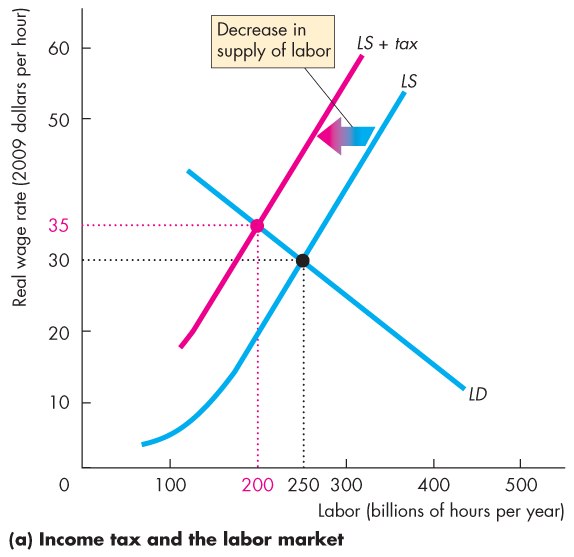 Real wage rate (2009 dollars per hour)
60
50
35
30
20
10
0
Decrease in
supply of labor
LS + tax
LS
LD
100
200
250
300
400
500
Labor (billions of hours per year)
(a) Income tax and the labor market